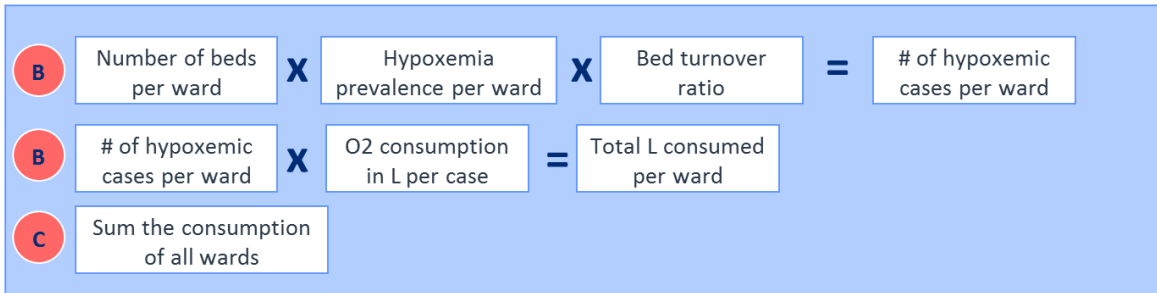 B
Number of beds
per ward
X
Hypoxemia
prevalence per ward
X
Bed turnover
ratio
=
# of hypoxemic
cases per ward
B
# of hypoxemic
cases per ward
X
O2 consumption
in L per case
=
Total L consumed
per ward
C
Sum the consumption
of all wards